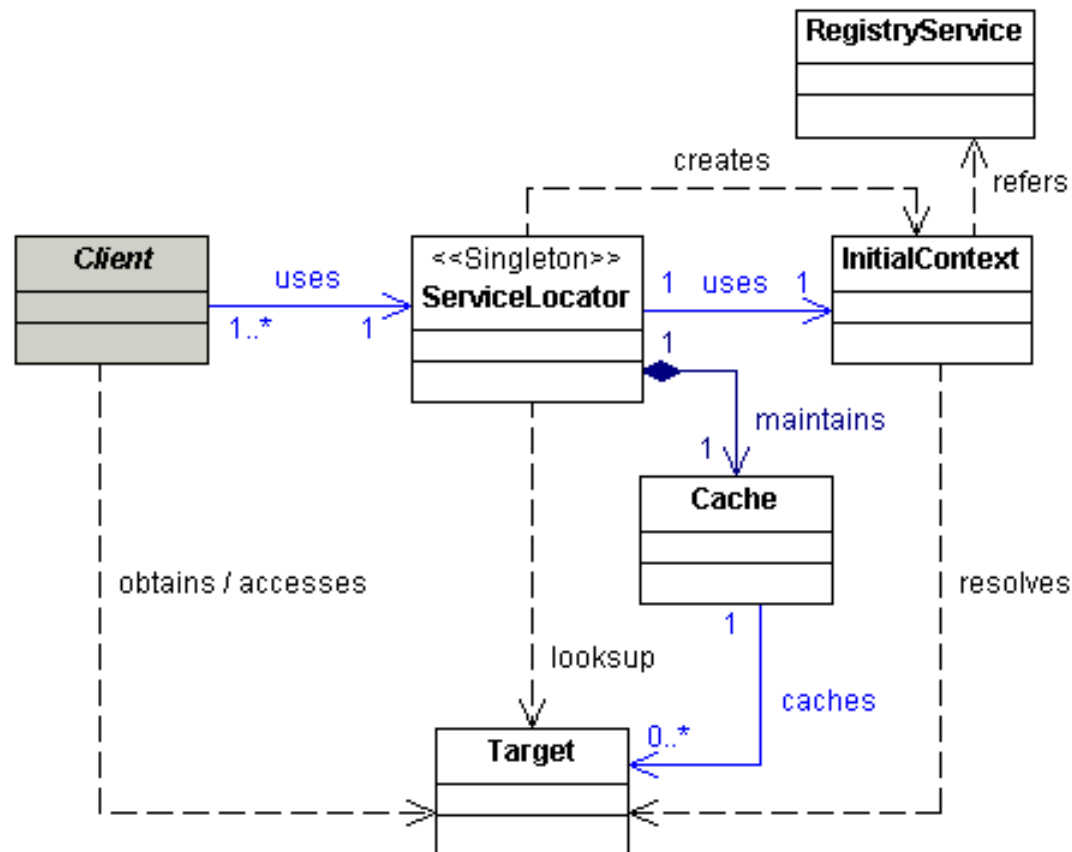 RegistryService
creates
refers
Client
uses
1..*
1
<<Singleton>>
ServiceLocator
1 uses 1
InitialContext
1
maintains
1
Cache
obtains / accesses
resolves
1
looksup
caches
0..*
Target